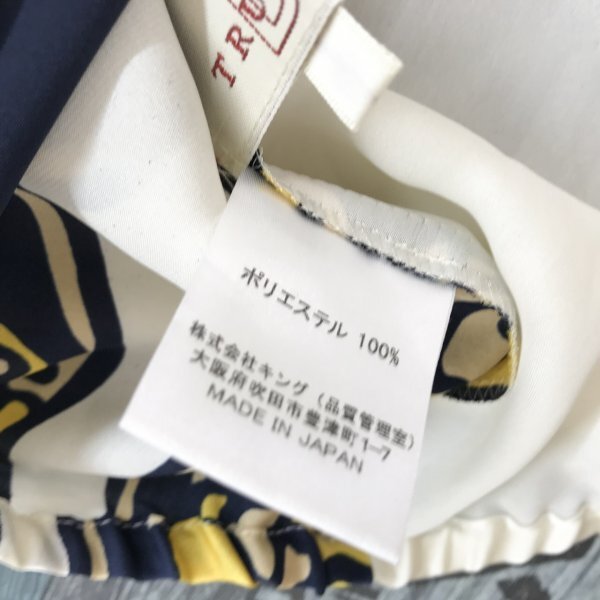 TRU
ポリエステル 100%
株式会社キング (品質管理室)
大阪府吹田市豊津町1-7
MADE IN JAPAN